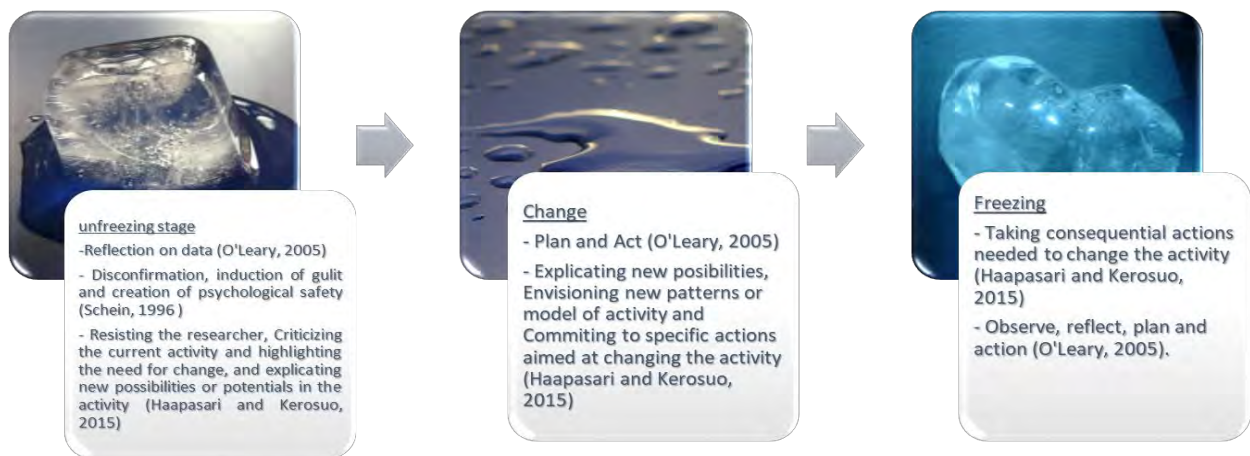 unfreezing stage
-Reflection on data (O'Leary, 2005)
- Disconfirmation, induction of gulit
and creation of psychological safety
(Schein, 1996 )
- Resisting the researcher, Criticizing
the current activity and highlighting
the need for change, and explicating
new possibilities or potentials in the
activity (Haapasari and Kerosuo,
2015)
Change
- Plan and Act (O'Leary, 2005)
- Explicating new posibilities,
Envisioning new patterns or
model of activity and
Commiting to specific actions
aimed at changing the activity
(Haapasari and Kerosuo,
2015)
Freezing
- Taking consequential actions
needed to change the activity
(Haapasari and Kerosuo,
2015)
- Observe, reflect, plan and
action (O'Leary, 2005).